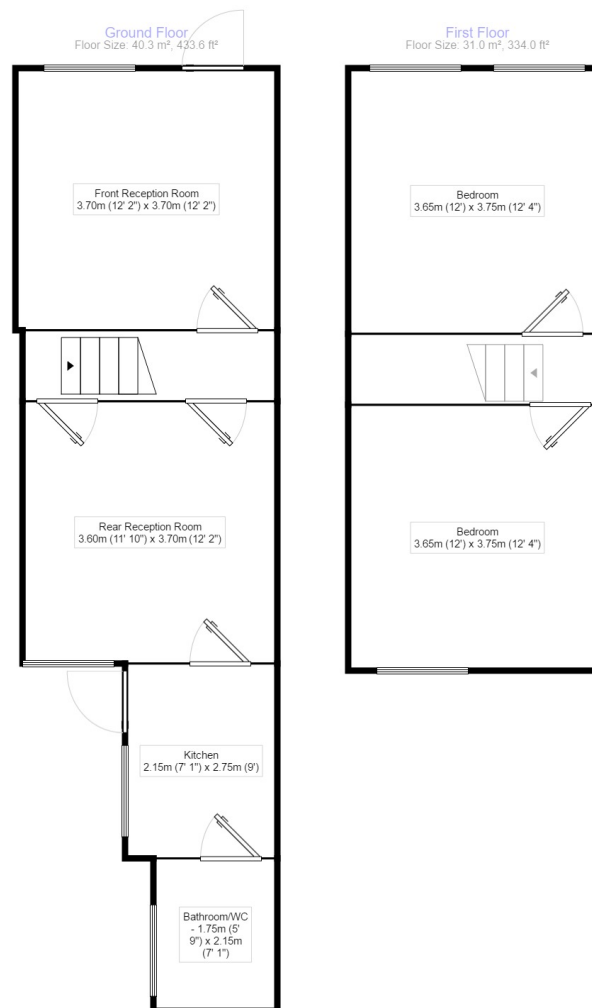 Ground Floor
Floor Size: 40.3 m², 433.6 ft²
Front Reception Room
3.70m (12' 2") x 3.70m (12' 2")
Rear Reception Room
3.60m (11' 10") x 3.70m (12' 2")
Kitchen
2.15m (7' 1") x 2.75m (9')
Bathroom/WC
- 1.75m (5'
9") x 2.15m
(7' 1")
First Floor
Floor Size: 31.0 m², 334.0 ft²
Bedroom
3.65m (12') x 3.75m (12' 4")
Bedroom
3.65m (12') x 3.75m (12' 4")